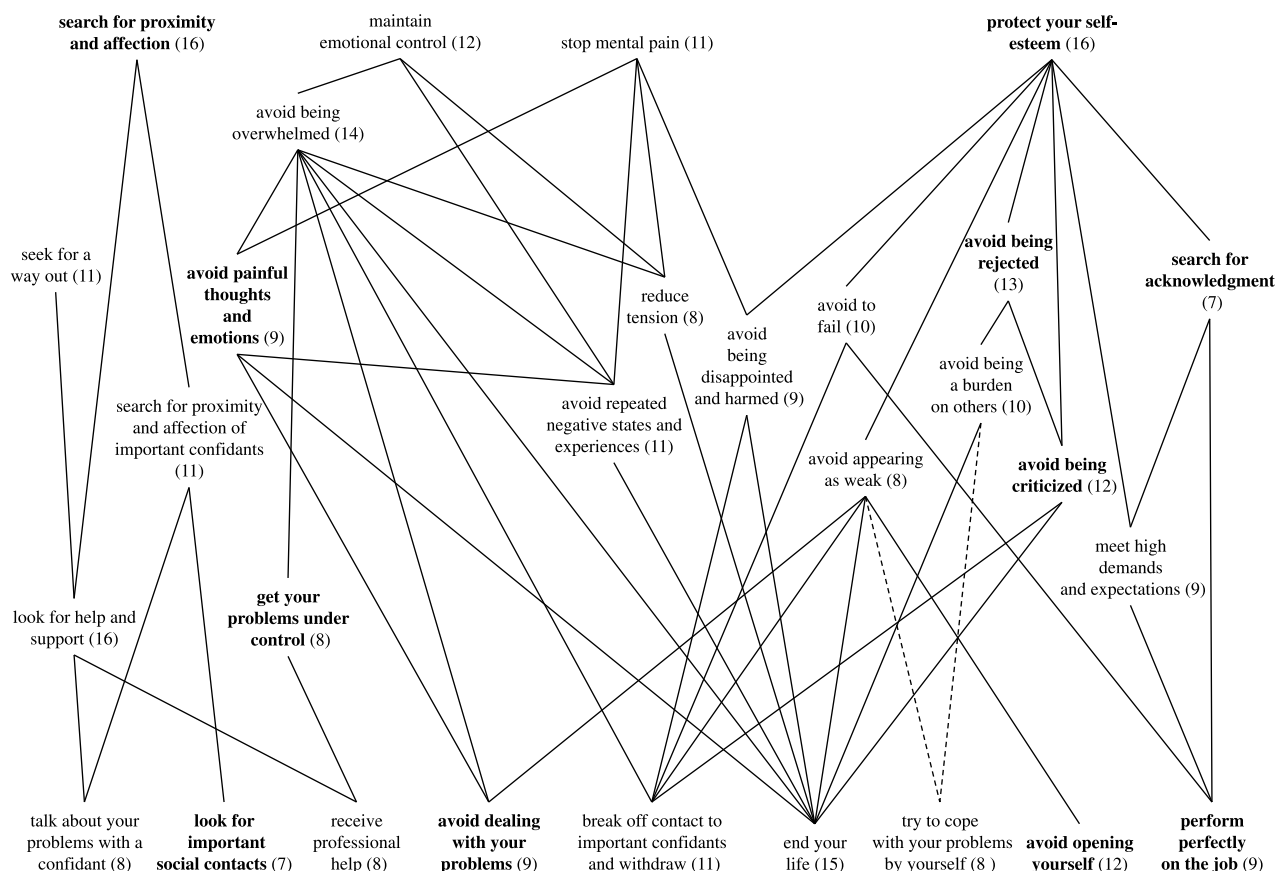 search for proximity
and affection (16)
maintain
emotional control (12)
stop mental pain (11)
protect your self-
esteem (16)
avoid being
overwhelmed (14)
seek for a
way out (11)
avoid painful
thoughts
and
emotions (9)
reduce
tension (8)
avoid
being
disappointed
and harmed (9)
avoid to
fail (10)
avoid being
rejected
(13)
search for
acknowledgment
(7)
search for proximity
and affection of
important confidants
(11)
avoid repeated
negative states and
experiences (11)
avoid being
a burden
on others (10)
avoid appearing
as weak (8)
avoid being
criticized (12)
meet high
demands
and expectations (9)
look for help and
support (16)
get your
problems under
control (8)
talk about your
problems with a
confidant (8)
look for
important
social contacts (7)
receive
professional
help (8)
avoid dealing
with your
problems (9)
break off contact to
important confidants
and withdraw (11)
end your
life (15)
try to cope
with your problems
by yourself (8 )
avoid opening
yourself (12)
perform
perfectly
on the job (9)